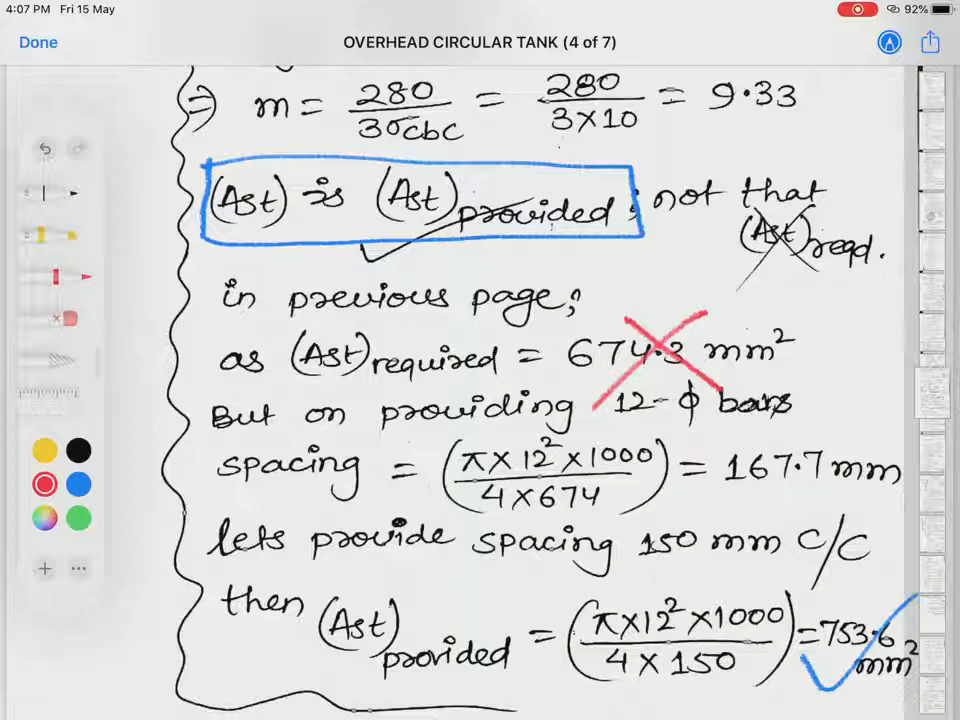 4:07 PM Fri 15 May 92%
Done OVERHEAD CIRCULAR TANK (4 of 7)
⇒ m = 280/3σcbc = 280/3×10 = 9.33
(Ast) is (Ast)provided; not that
(Ast)reqd.
in previous page;
as (Ast)required = 674.3 mm²
But on providing 12-ϕ bars
spacing = (π×12²×1000/4×674) = 167.7 mm
lets provide spacing 150 mm c/c
then (Ast)provided = (π×12²×1000/4×150) = 753.6 mm²